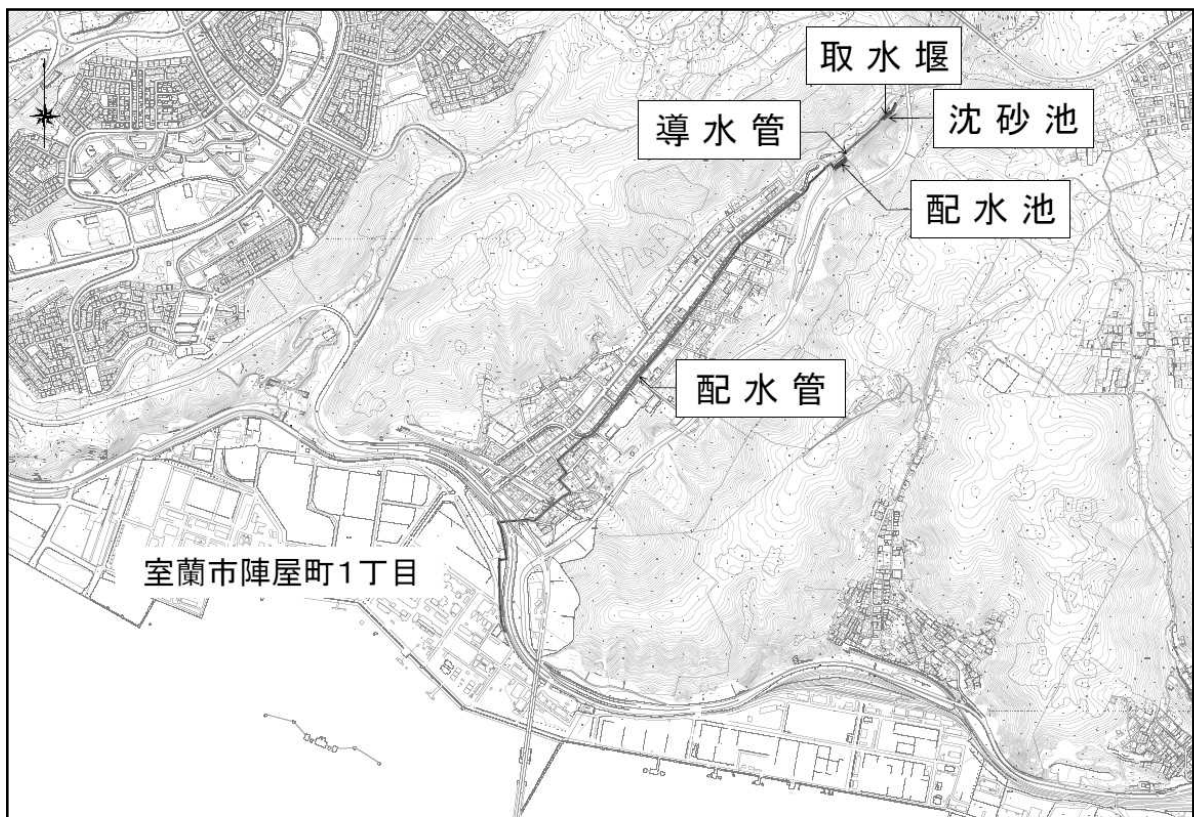 取水堰
導水管
沈砂池
配水池
配水管
室蘭市陣屋町1丁目